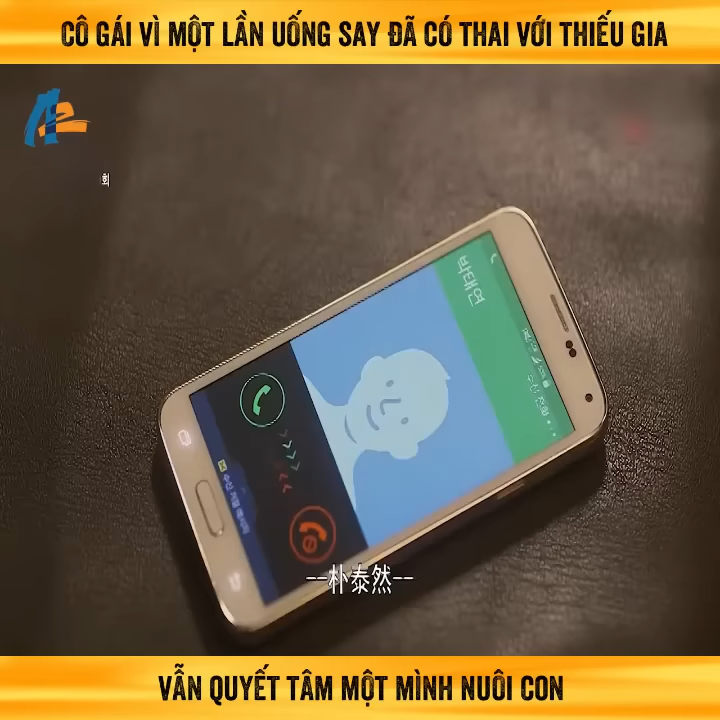 CÔ GÁI VÌ MỘT LẦN UỐNG SAY ĐÃ CÓ THAI VỚI THIẾU GIA
회
박태연
--朴泰然--
VẪN QUYẾT TÂM MỘT MÌNH NUÔI CON